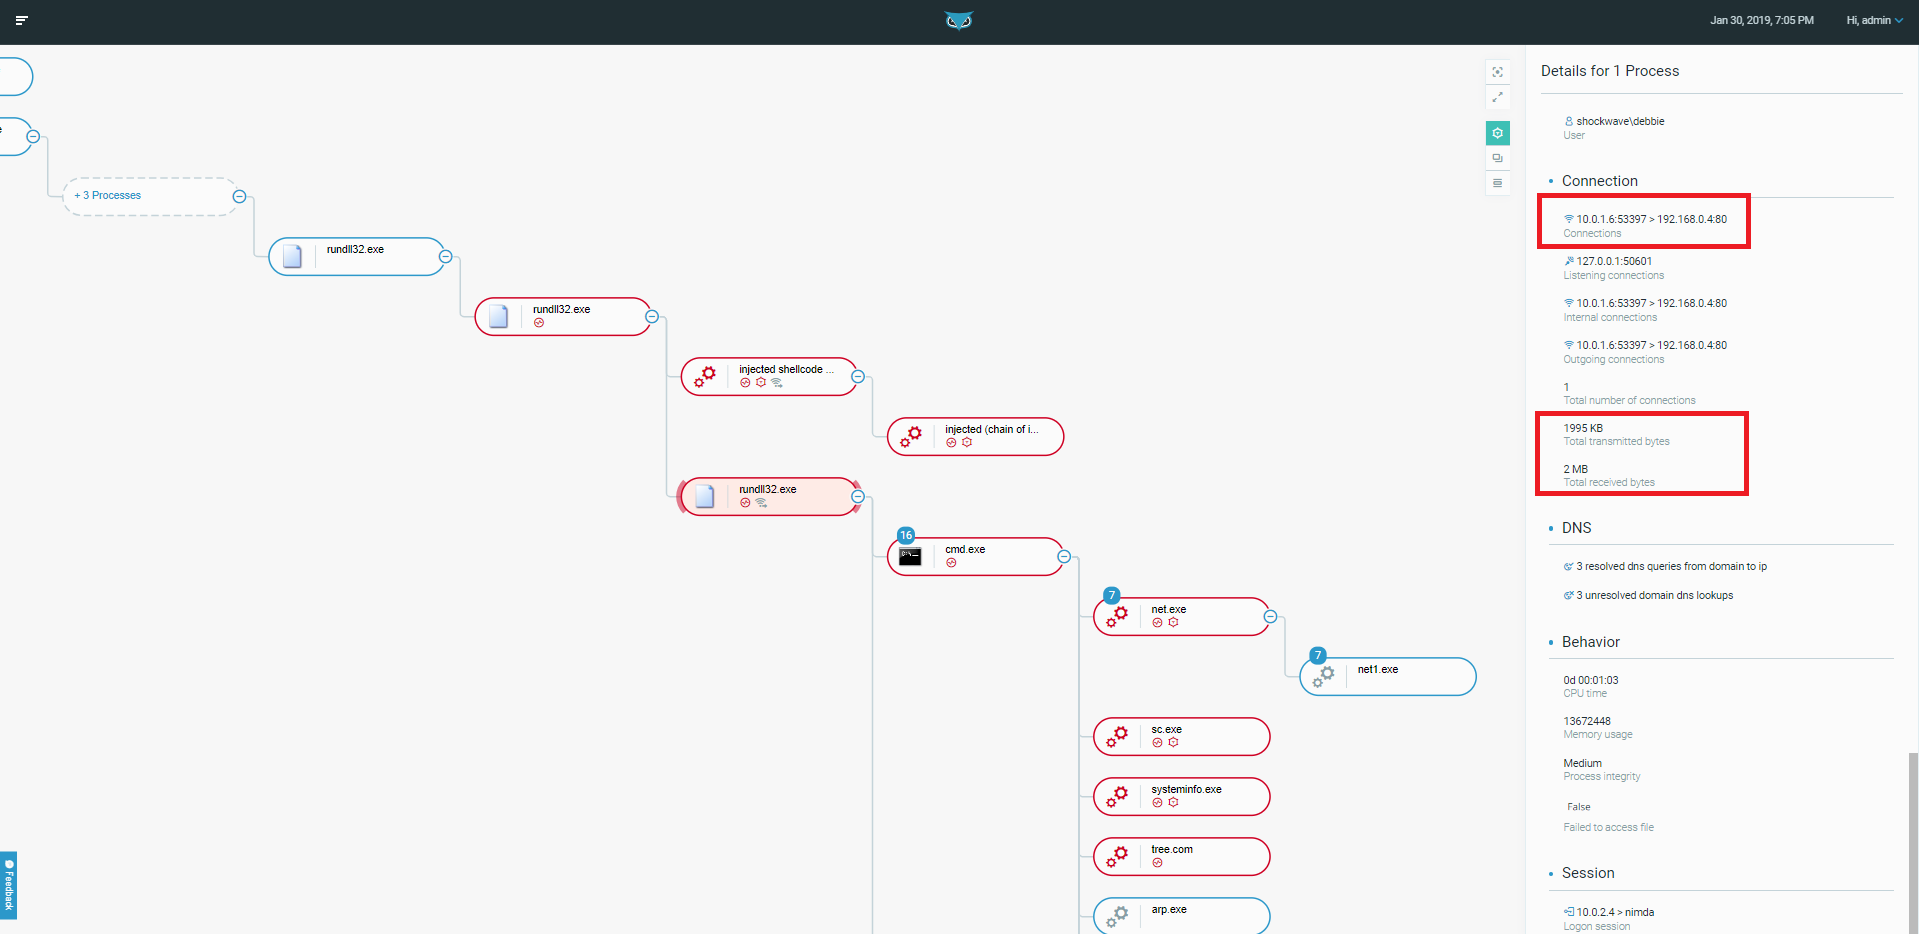 Jan 30, 2019, 7:05 PM
Hi, admin
e
+ 3 Processes
rundll32.exe
rundll32.exe
injected shellcode ...
injected (chain of i...
rundll32.exe
16
cmd.exe
7
net.exe
7
net1.exe
sc.exe
systeminfo.exe
tree.com
arp.exe
Feedback
Details for 1 Process
shockwave\debbie
User
Connection
10.0.1.6:53397 > 192.168.0.4:80
Connections
127.0.0.1:50601
Listening connections
10.0.1.6:53397 > 192.168.0.4:80
Internal connections
10.0.1.6:53397 > 192.168.0.4:80
Outgoing connections
1
Total number of connections
1995 KB
Total transmitted bytes
2 MB
Total received bytes
DNS
3 resolved dns queries from domain to ip
3 unresolved domain dns lookups
Behavior
0d 00:01:03
CPU time
13672448
Memory usage
Medium
Process integrity
False
Failed to access file
Session
10.0.2.4 > nimda
Logon session